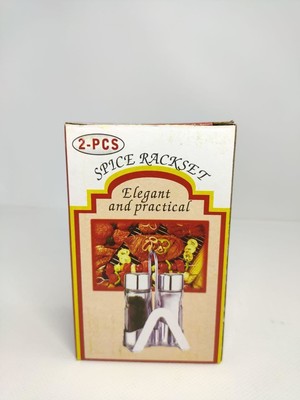 2-PCS
SPICE RACKSET
Elegant
and practical